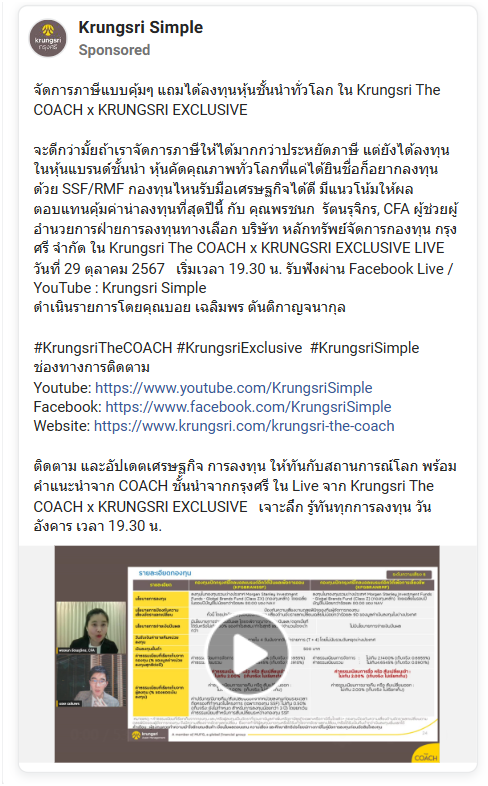 Krungsri Simple
Sponsored
krungsri
กรุงศรี
จัดการภาษีแบบคุ้มๆ แถมได้ลงทุนหุ้นชั้นนำทั่วโลก ใน Krungsri The
COACH x KRUNGSRI EXCLUSIVE
จะดีกว่ามั้ยถ้าเราจัดการภาษีให้ได้มากกว่าประหยัดภาษี แต่ยังได้ลงทุน
ในหุ้นแบรนด์ชั้นนำ หุ้นคัดคุณภาพทั่วโลกที่แค่ได้ยินชื่อก็อยากลงทุน
ด้วย SSF/RMF กองทุนไหนรับมือเศรษฐกิจได้ดี มีแนวโน้มให้ผล
ตอบแทนคุ้มค่าน่าลงทุนที่สุดปีนี้ กับ คุณพรชนก รัตนรุจิกร, CFA ผู้ช่วยผู้
อำนวยการฝ่ายการลงทุนทางเลือก บริษัท หลักทรัพย์จัดการกองทุน กรุง
ศรี จำกัด ใน Krungsri The COACH x KRUNGSRI EXCLUSIVE LIVE
วันที่ 29 ตุลาคม 2567 เริ่มเวลา 19.30 น. รับฟังผ่าน Facebook Live /
YouTube : Krungsri Simple
ดำเนินรายการโดยคุณบอย เฉลิมพร ตันติกาญจนากุล
#KrungsriTheCOACH #KrungsriExclusive #KrungsriSimple
ช่องทางการติดตาม
Youtube: https://www.youtube.com/KrungsriSimple
Facebook: https://www.facebook.com/KrungsriSimple
Website: https://www.krungsri.com/krungsri-the-coach
ติดตาม และอัปเดตเศรษฐกิจ การลงทุน ให้ทันกับสถานการณ์โลก พร้อม
คำแนะนำจาก COACH ชั้นนำจากกรุงศรี ใน Live จาก Krungsri The
COACH x KRUNGSRI EXCLUSIVE เจาะลึก รู้ทันทุกการลงทุน วัน
อังคาร เวลา 19.30 น.
รายละเอียดกองทุน
krungsri
A member of MUFG, a global financial group
COACH